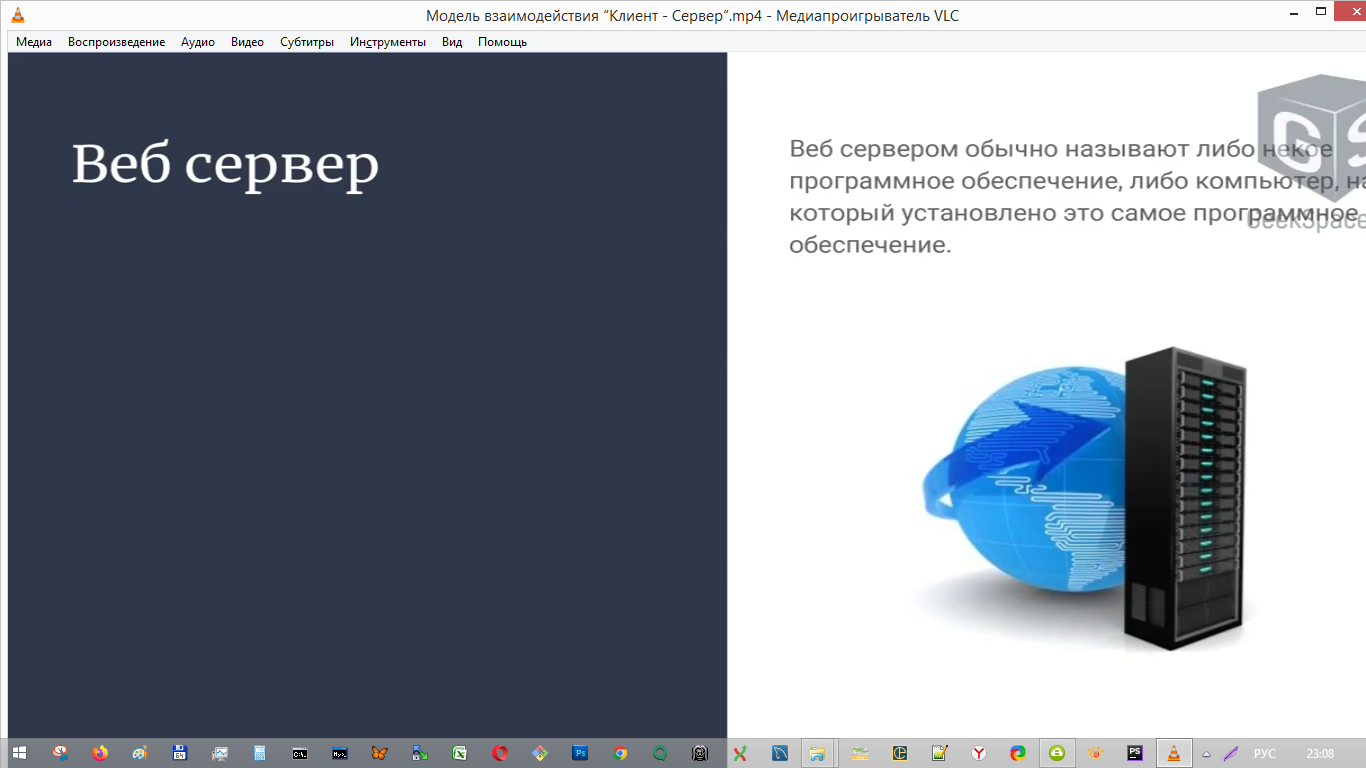 Модель взаимодействия “Клиент - Сервер”.mp4 - Медиапроигрыватель VLC
Медиа Воспроизведение Аудио Видео Субтитры Инструменты Вид Помощь
Веб сервер
Веб сервером обычно называют либо некое
программное обеспечение, либо компьютер, на
который установлено это самое программное
обеспечение.
GS
GeekSpace
РУС 23:08